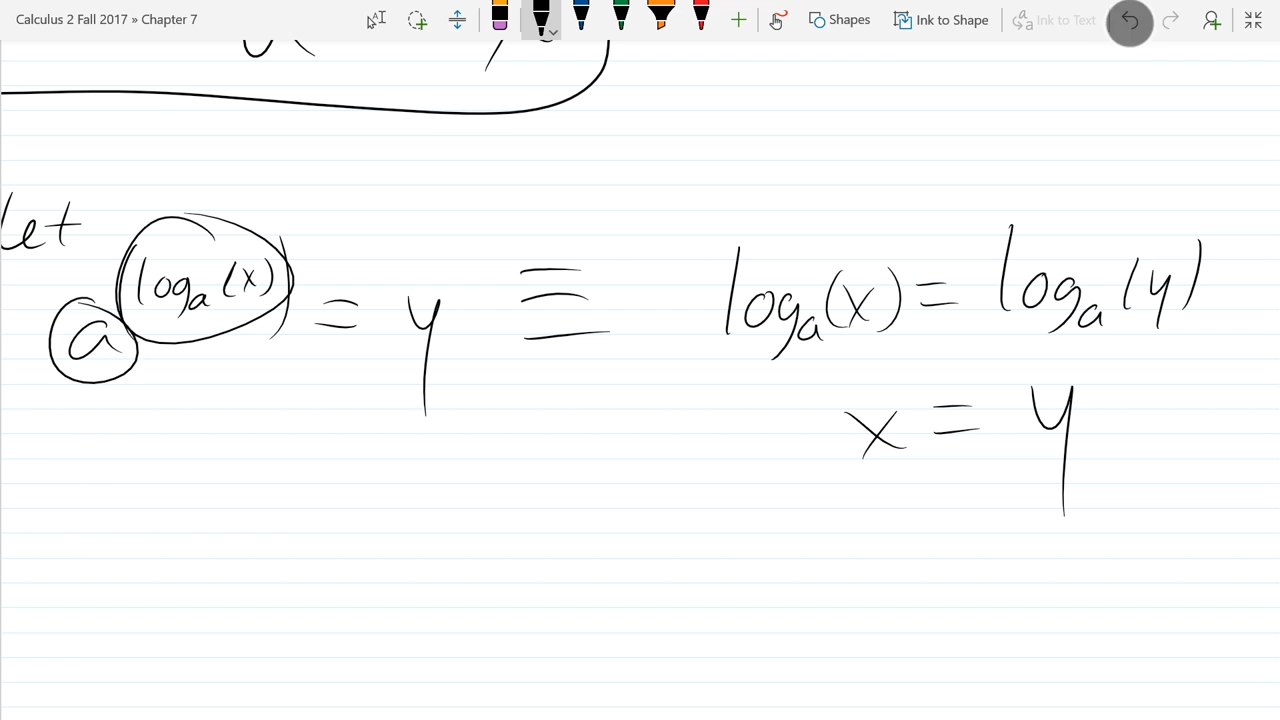 Calculus 2 Fall 2017 » Chapter 7
Shapes
Ink to Shape
Ink to Text
let
a^(log_a(x)) = y ≡ log_a(x) = log_a(y)
x = y